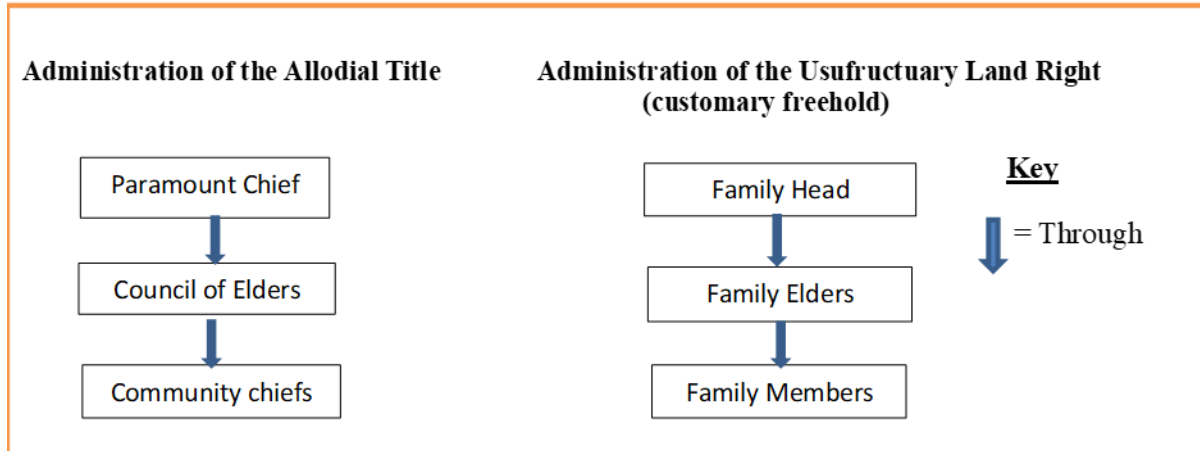 Administration of the Allodial Title
Paramount Chief
Council of Elders
Community chiefs
Administration of the Usufructuary Land Right
(customary freehold)
Family Head
Family Elders
Family Members
Key
= Through